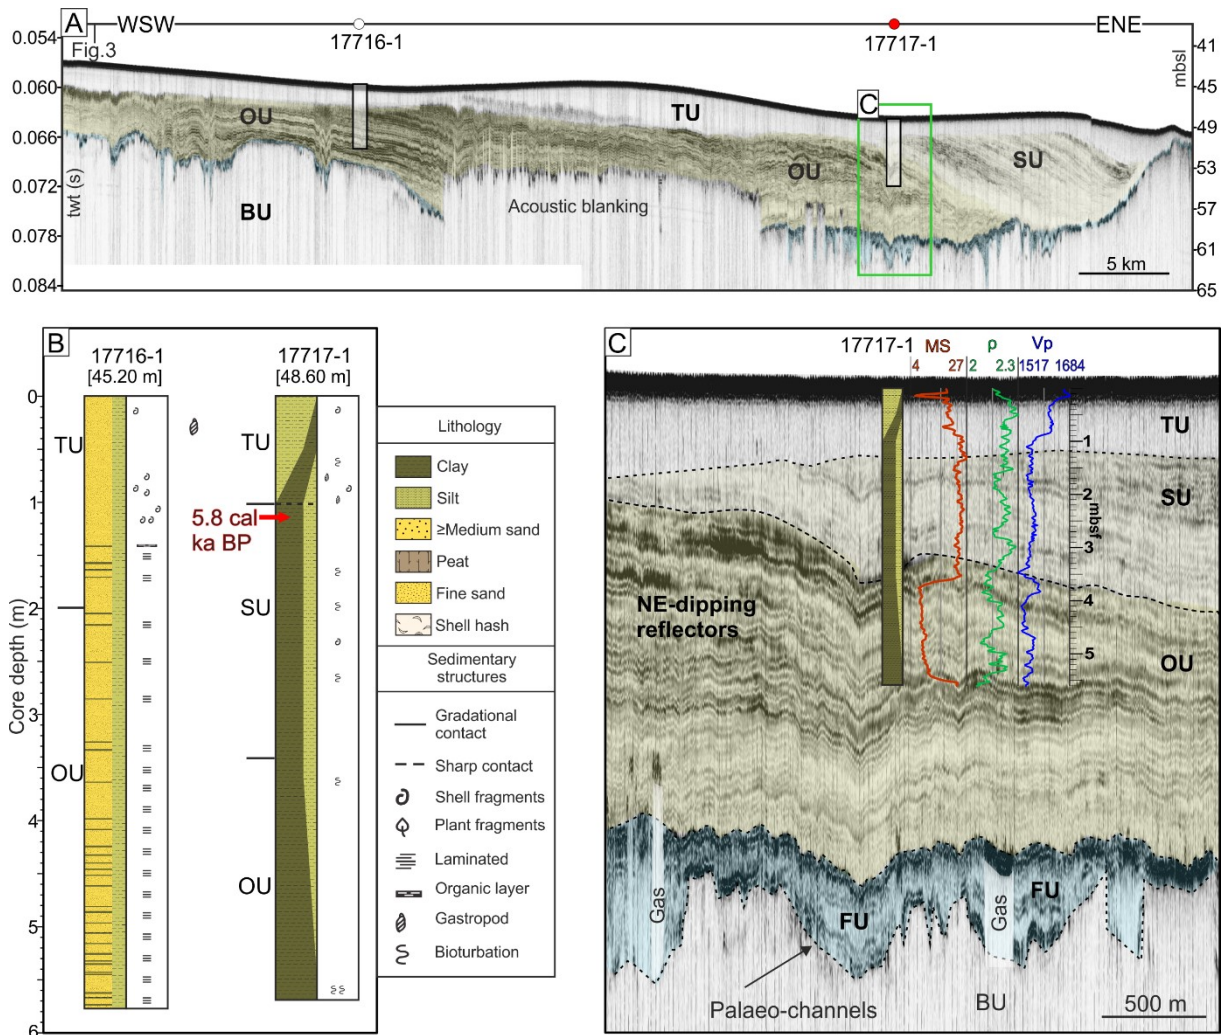 A
WSW
17716-1
17717-1
ENE
Fig.3
0.054
0.060
0.066
0.072
0.078
0.084
twt (s)
41
45
49
53
57
61
65
mbsl
OU
TU
C
OU
SU
BU
Acoustic blanking
5 km
B
17716-1
[45.20 m]
17717-1
[48.60 m]
0
1
2
3
4
5
6
Core depth (m)
TU
OU
TU
5.8 cal
ka BP
SU
OU
Lithology
Clay
Silt
≥Medium sand
Peat
Fine sand
Shell hash
Sedimentary
structures
Gradational
contact
Sharp contact
Shell fragments
Plant fragments
Laminated
Organic layer
Gastropod
Bioturbation
C
17717-1
MS
ρ
Vp
4 27 2 2.3 1517 1684
TU
1
SU
2
mbsf
3
4
5
NE-dipping
reflectors
OU
Gas
FU
Gas
FU
Palaeo-channels
BU
500 m